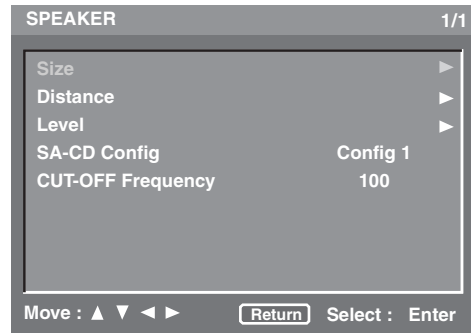 SPEAKER 1/1
Size ►
Distance ►
Level ►
SA-CD Config Config 1
CUT-OFF Frequency 100
Move : ▲ ▼ ◄ ► Return Select : Enter